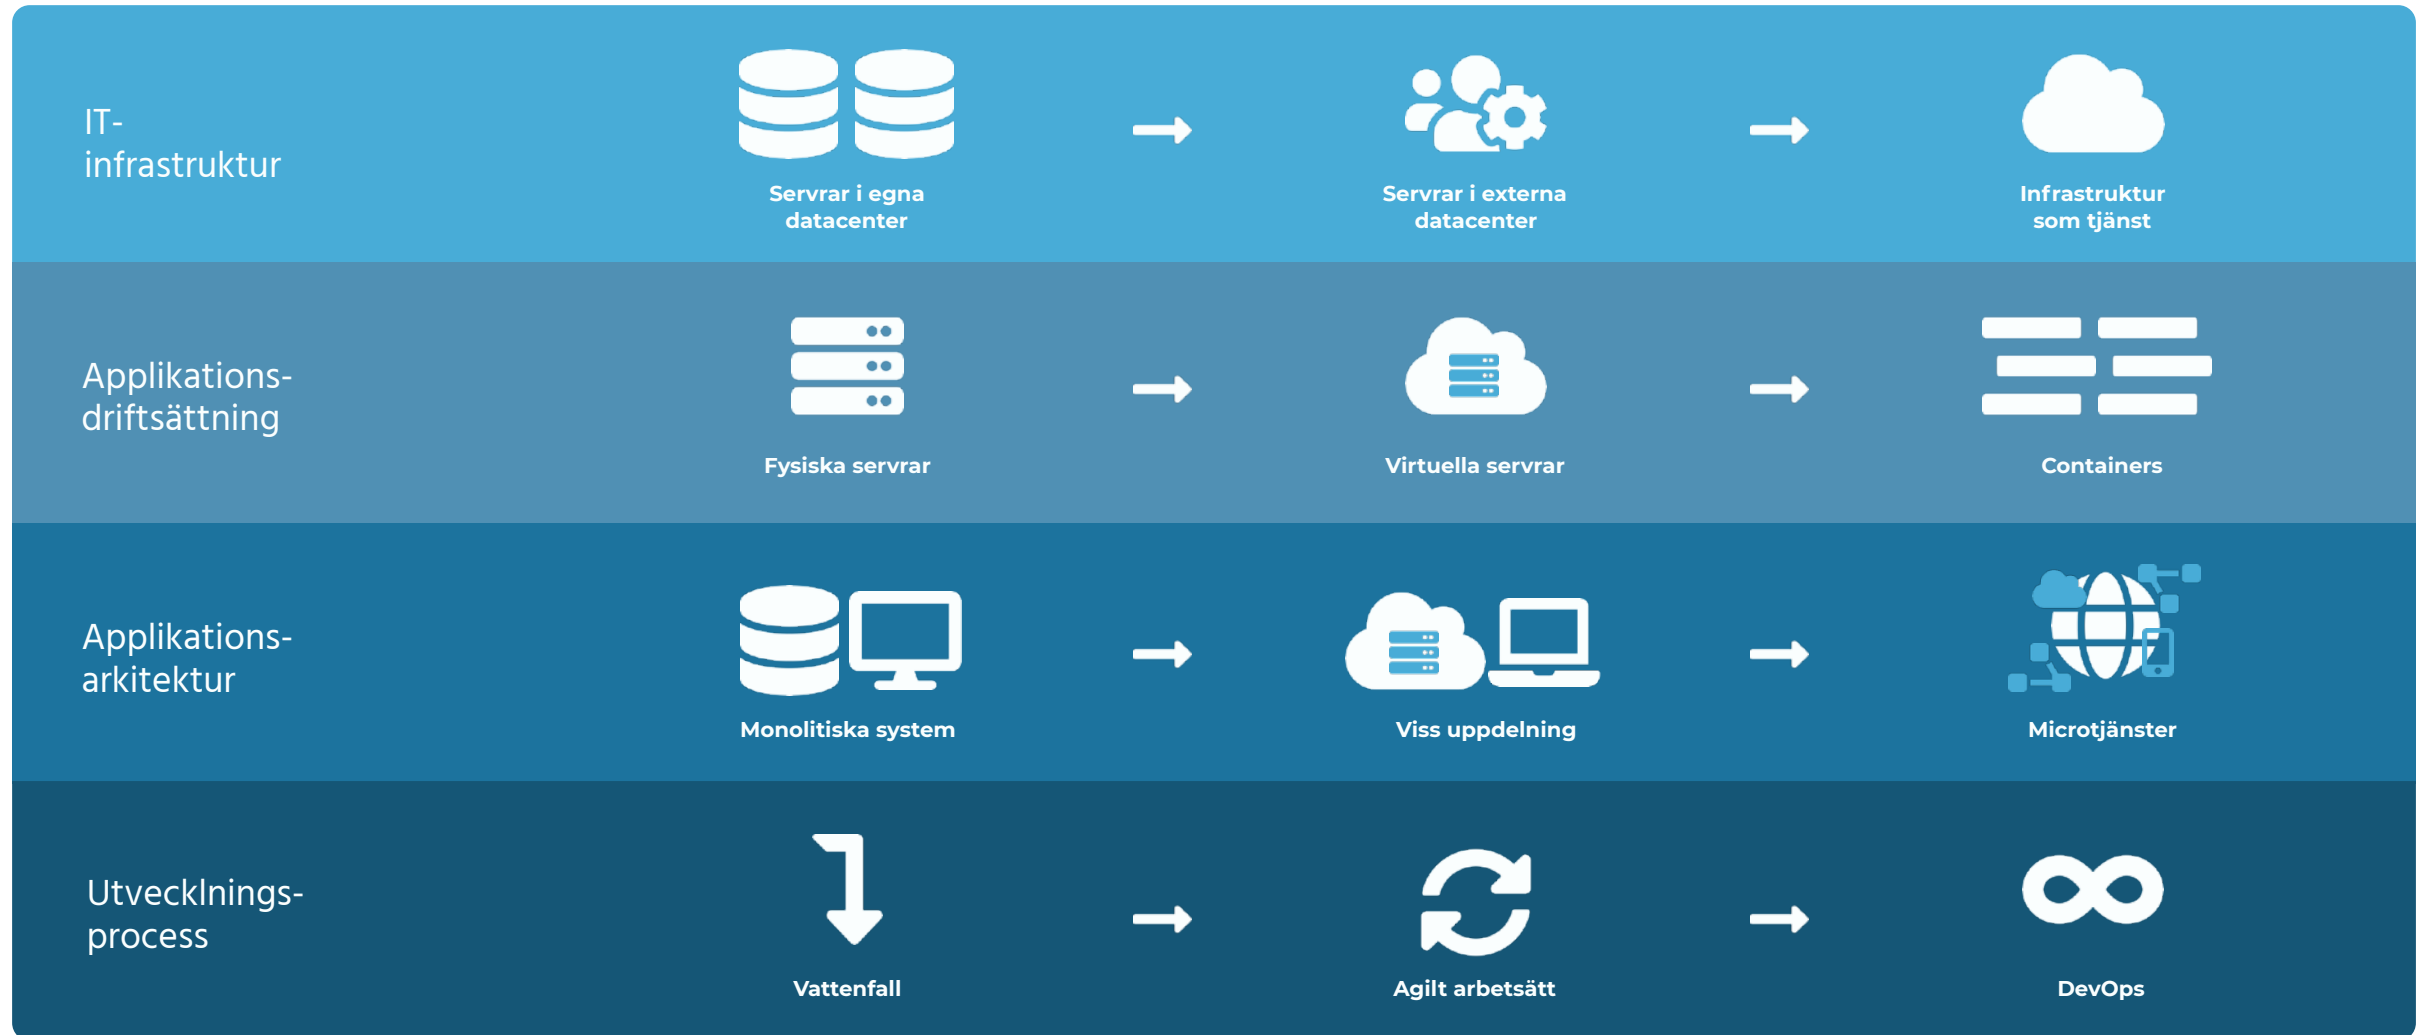 IT-
infrastruktur
Servrar i egna
datacenter
Servrar i externa
datacenter
Infrastruktur
som tjänst
Applikations-
driftsättning
Fysiska servrar
Virtuella servrar
Containers
Applikations-
arkitektur
Monolitiska system
Viss uppdelning
Microtjänster
Utvecklnings-
process
Vattenfall
Agilt arbetsätt
DevOps